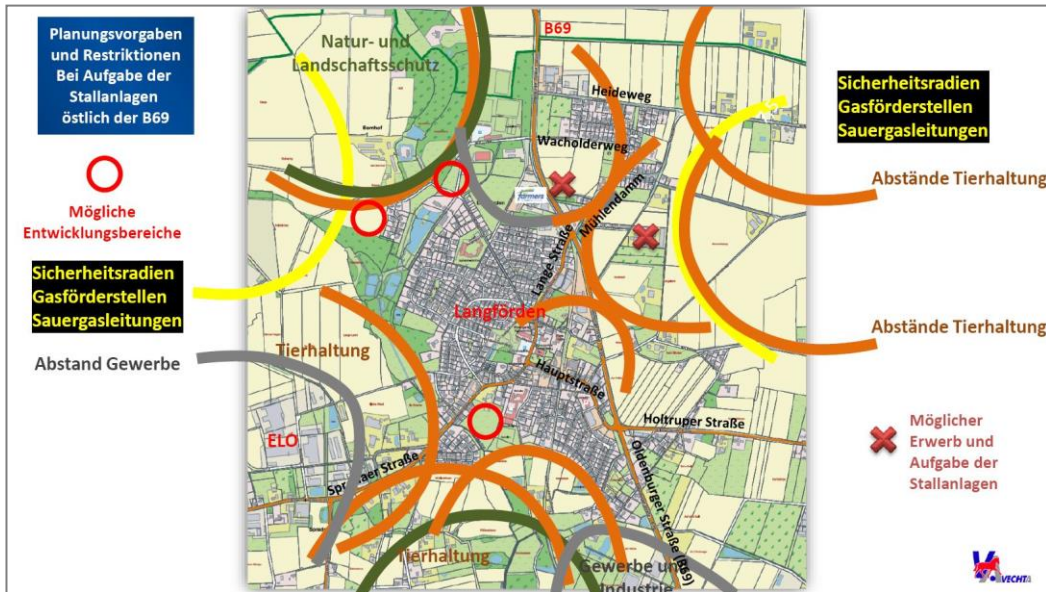 Planungsvorgaben
und Restriktionen
Bei Aufgabe der
Stallanlagen
östlich der B69
Mögliche
Entwicklungsbereiche
Sicherheitsradien
Gasförderstellen
Sauergasleitungen
Abstand Gewerbe
Natur- und
Landschaftsschutz
B69
Heideweg
Wacholderweg
Mühlendamm
Lange Straße
Langförden
Tierhaltung
Hauptstraße
Holtruper Straße
ELO
Oldenburger Straße (B69)
Tierhaltung
Gewerbe un
Industrie
Sicherheitsradien
Gasförderstellen
Sauergasleitungen
Abstände Tierhaltung
Abstände Tierhaltung
Möglicher
Erwerb und
Aufgabe der
Stallanlagen
VECHTA